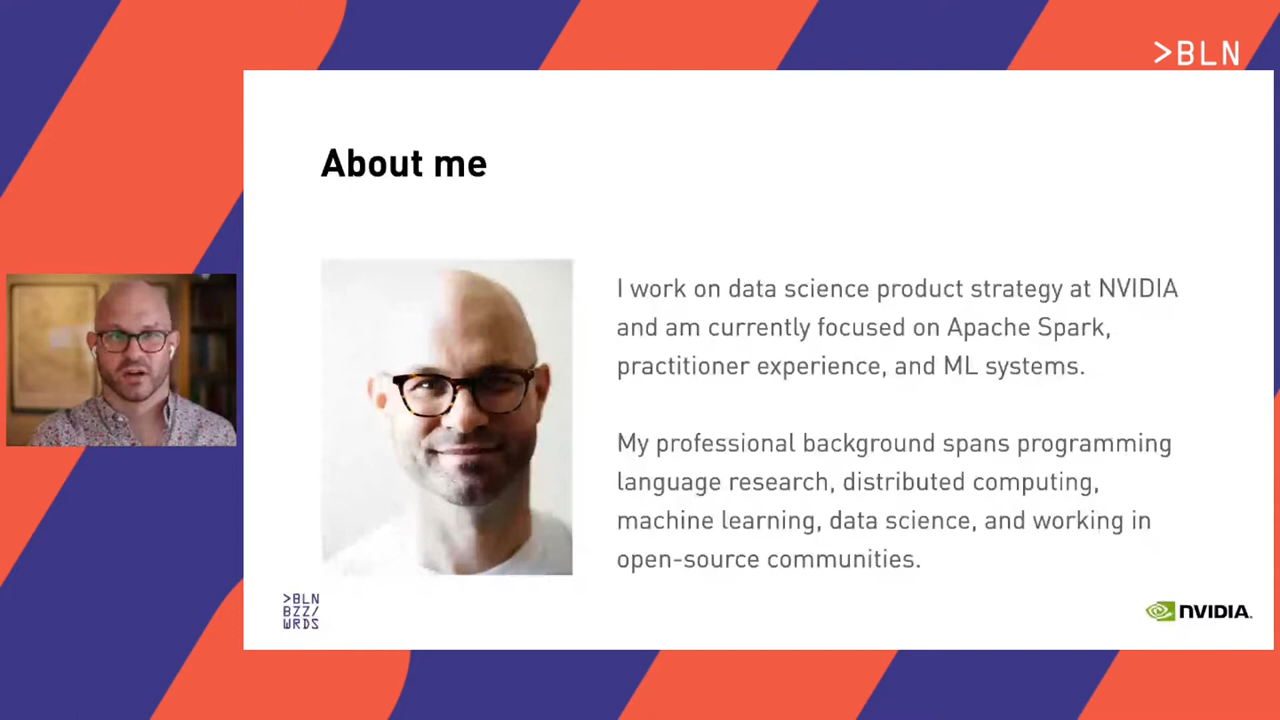 >BLN
About me
I work on data science product strategy at NVIDIA
and am currently focused on Apache Spark,
practitioner experience, and ML systems.
My professional background spans programming
language research, distributed computing,
machine learning, data science, and working in
open-source communities.
>BLN
BZZ/
WRDS
NVIDIA.